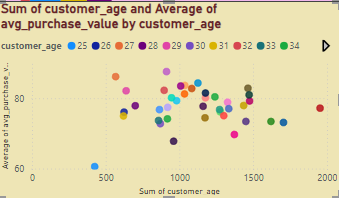 Sum of customer_age and Average of
avg_purchase_value by customer_age
customer_age 25 26 27 28 29 30 31 32 33 34
Average of avg_purchase_v...
80
60
0 500 1000 1500 2000
Sum of customer_age